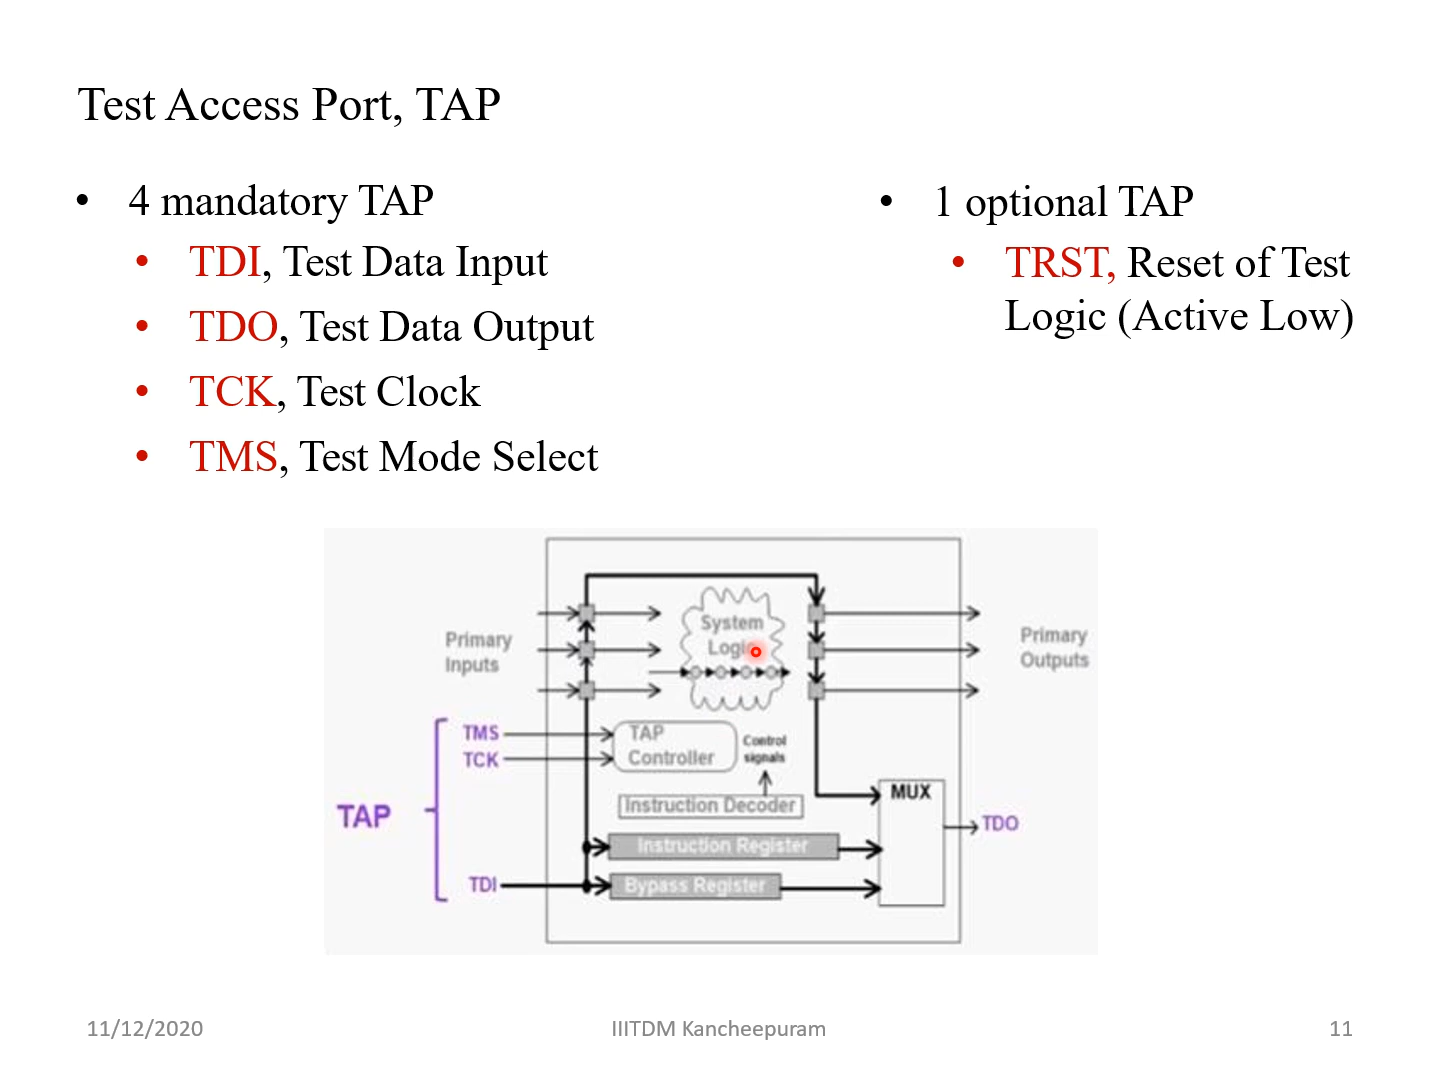 Test Access Port, TAP
• 4 mandatory TAP
• TDI, Test Data Input
• TDO, Test Data Output
• TCK, Test Clock
• TMS, Test Mode Select
• 1 optional TAP
• TRST, Reset of Test
Logic (Active Low)
System
Logic
Primary
Inputs
Primary
Outputs
TMS
TCK
TAP
Controller
Control
signals
Instruction Decoder
MUX
TAP
TDO
Instruction Register
TDI
Bypass Register
11/12/2020
IIITDM Kancheepuram
11